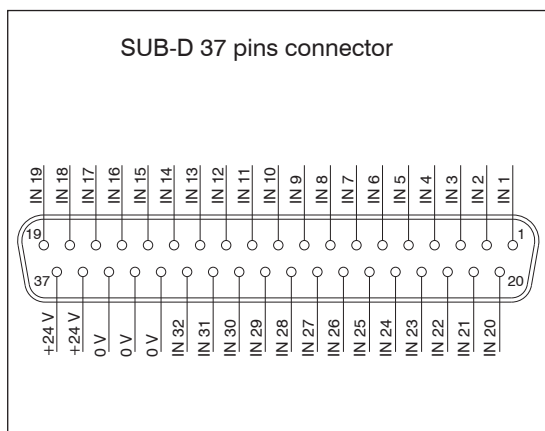 SUB-D 37 pins connector
IN 19 IN 18 IN 17 IN 16 IN 15 IN 14 IN 13 IN 12 IN 11 IN 10 IN 9 IN 8 IN 7 IN 6 IN 5 IN 4 IN 3 IN 2 IN 1
19 1
37 20
+24 V +24 V 0 V 0 V 0 V IN 32 IN 31 IN 30 IN 29 IN 28 IN 27 IN 26 IN 25 IN 24 IN 23 IN 22 IN 21 IN 20